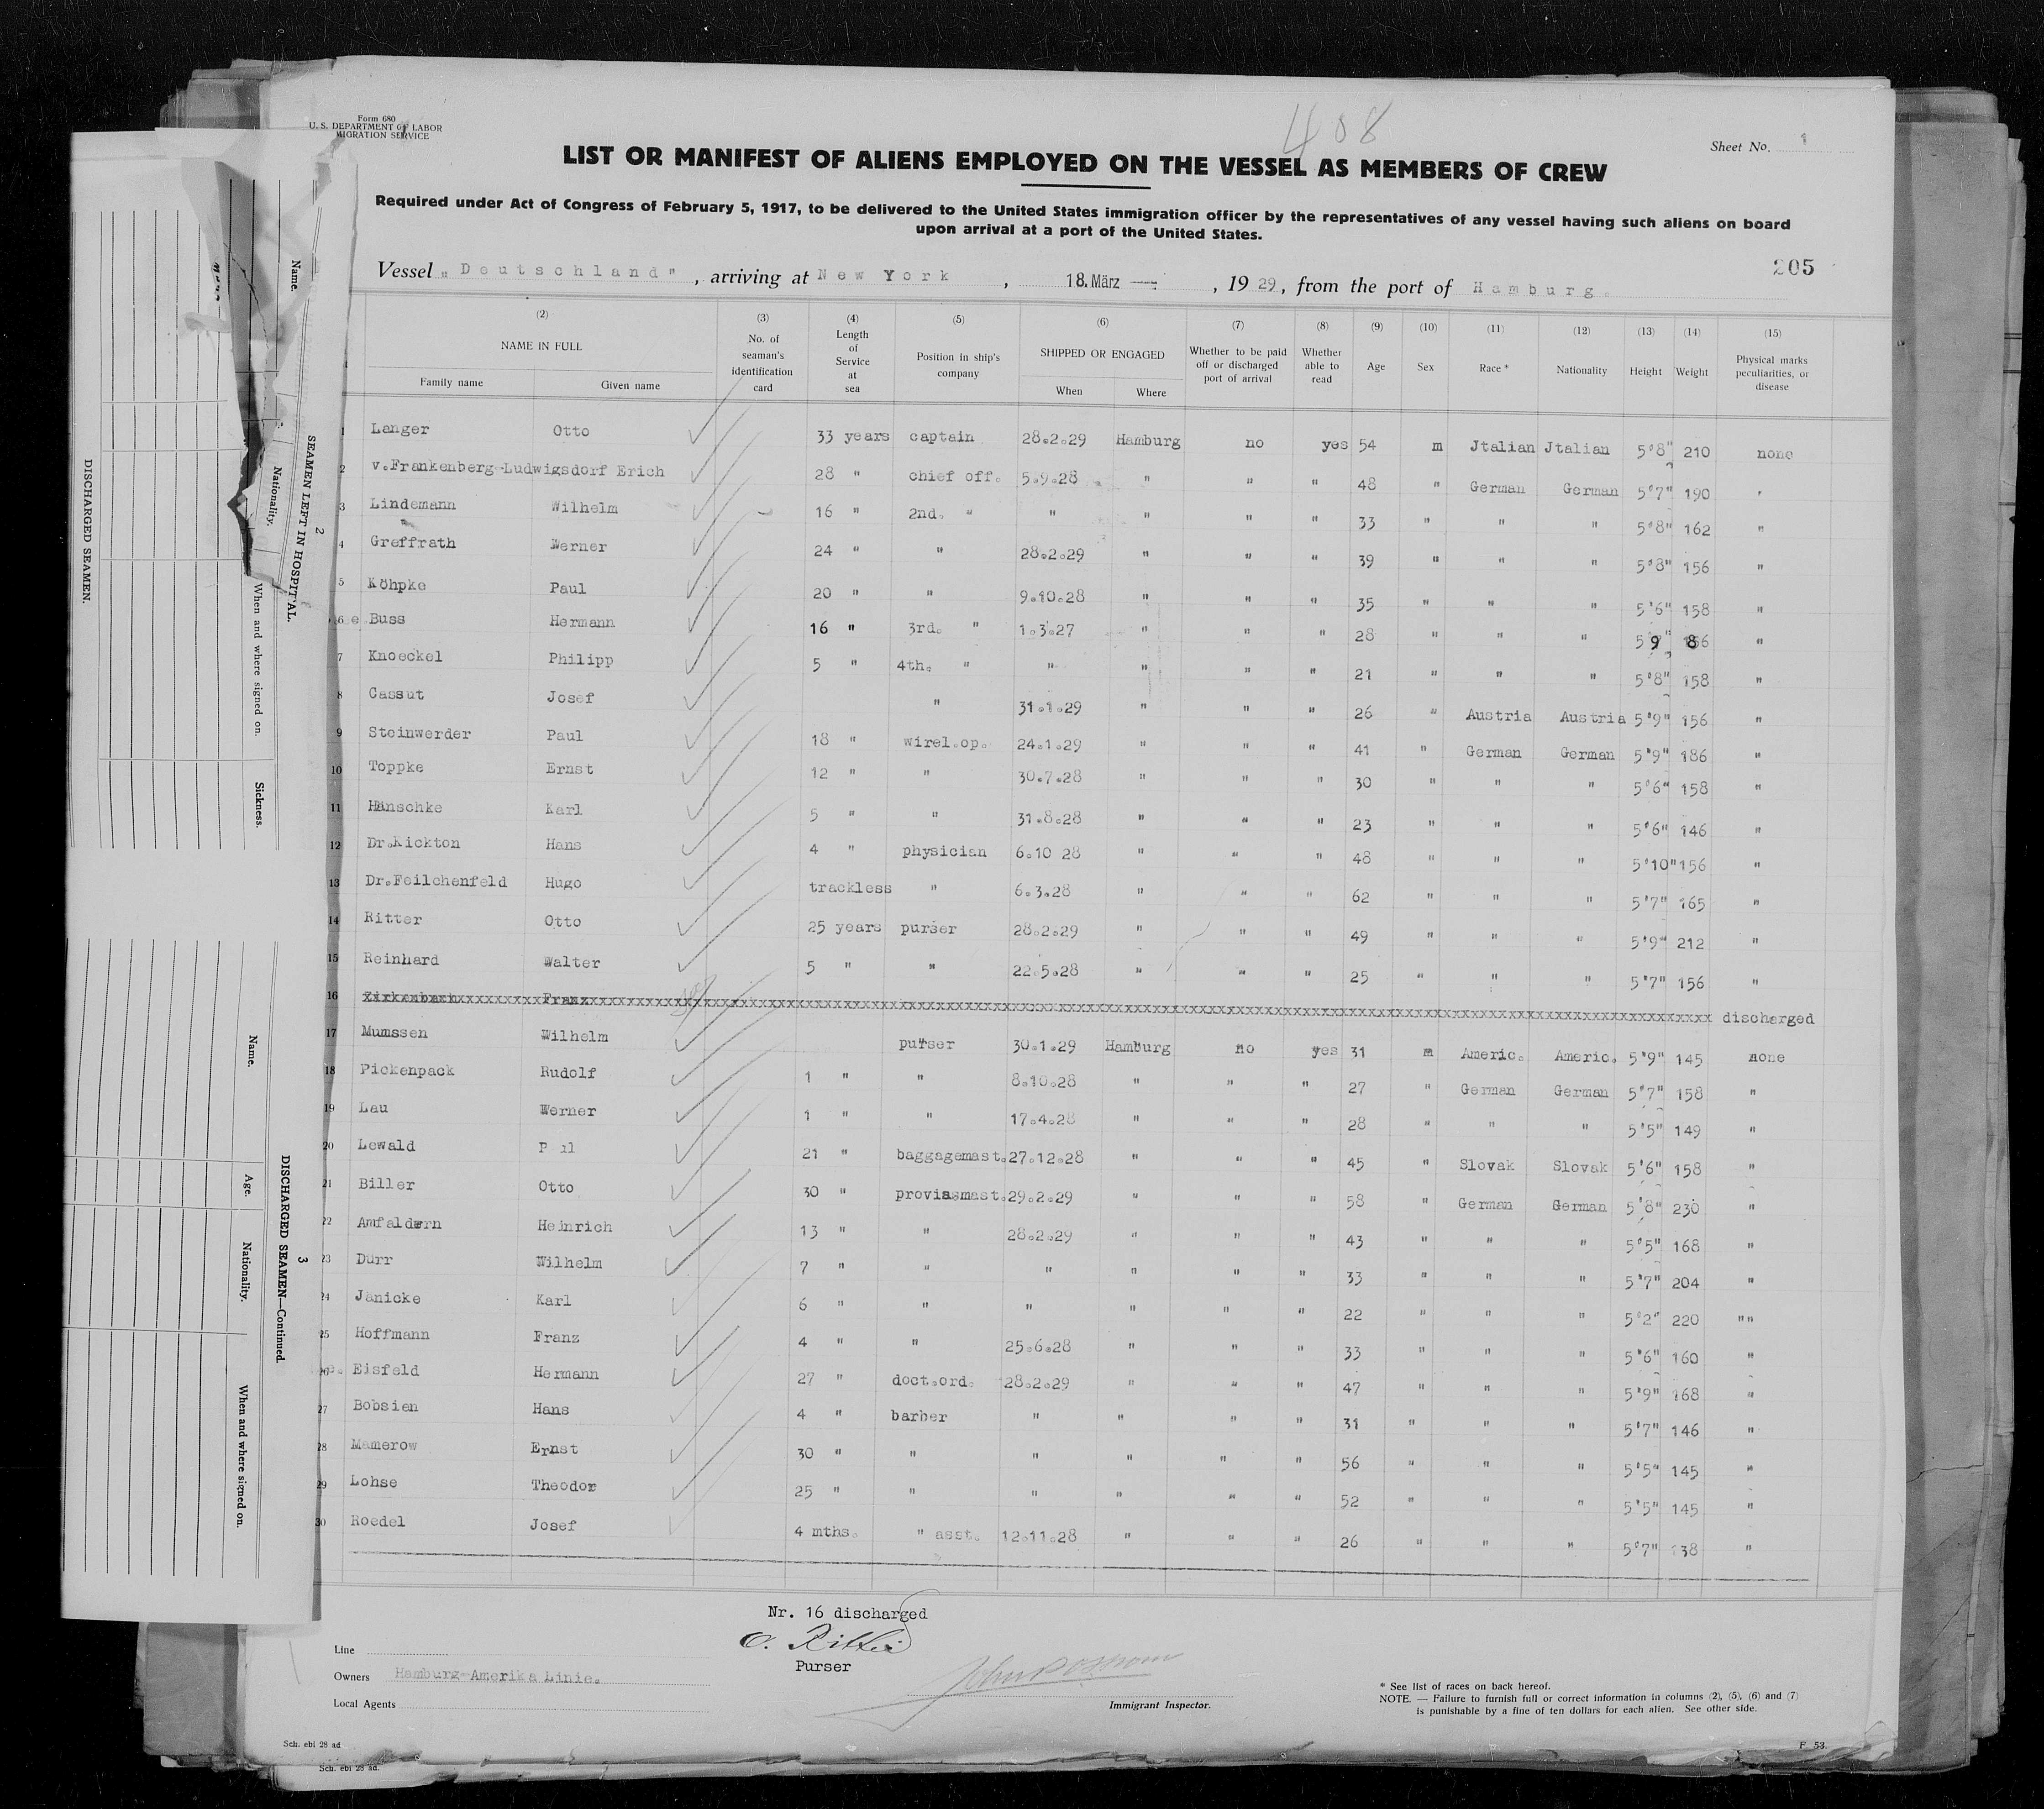 Form 680
U. S. DEPARTMENT OF LABOR
MIGRATION SERVICE
408
Sheet No. 1
LIST OR MANIFEST OF ALIENS EMPLOYED ON THE VESSEL AS MEMBERS OF CREW
Required under Act of Congress of February 5, 1917, to be delivered to the United States immigration officer by the representatives of any vessel having such aliens on board
upon arrival at a port of the United States.
205
Vessel „Deutschland", arriving at New York, 18. März, 1929, from the port of Hamburg.
(2) (3) (4) (5) (6) (7) (8) (9) (10) (11) (12) (13) (14) (15)
NAME IN FULL No. of seaman's identification card Length of Service at sea Position in ship's company SHIPPED OR ENGAGED Whether to be paid off or discharged port of arrival Whether able to read Age Sex Race * Nationality Height Weight Physical marks peculiarities, or disease
Family name Given name When Where
1 Langer Otto 33 years captain 28.2.29 Hamburg no yes 54 m Jtalian Jtalian 5'8" 210 none
2 v.Frankenberg-Ludwigsdorf Erich 28 " chief off. 5.9.28 " " " 48 " German German 5'7" 190 "
3 Lindemann Wilhelm 16 " 2nd. " " " " " 33 " " " 5'8" 162 "
4 Greffrath Werner 24 " " 28.2.29 " " " 39 " " " 5'8" 156 "
5 Köhpke Paul 20 " " 9.10.28 " " " 35 " " " 5'6" 158 "
6 Buss Hermann 16 " 3rd. " 1.3.27 " " " 28 " " " 5'9" 186 "
7 Knoeckel Philipp 5 " 4th. " " " " " 21 " " " 5'8" 158 "
8 Cassut Josef " 31.1.29 " " " 26 " Austria Austria 5'9" 156 "
9 Steinwerder Paul 18 " wirel.op. 24.1.29 " " " 41 " German German 5'9" 186 "
10 Toppke Ernst 12 " " 30.7.28 " " " 30 " " " 5'6" 158 "
11 Hänschke Karl 5 " " 31.8.28 " " " 23 " " " 5'6" 146 "
12 Dr.Kickton Hans 4 " physician 6.10 28 " " " 48 " " " 5'10" 156 "
13 Dr.Feilchenfeld Hugo trackless " 6.3.28 " " " 62 " " " 5'7" 165 "
14 Ritter Otto 25 years purser 28.2.29 " " " 49 " " " 5'9" 212 "
15 Reinhard Walter 5 " " 22.5.28 " " " 25 " " " 5'7" 156 "
16 Franz discharged
17 Mumssen Wilhelm purser 30.1.29 Hamburg no yes 31 m Americ. Americ. 5'9" 145 none
18 Pickenpack Rudolf 1 " " 8.10.28 " " " 27 " German German 5'7" 158 "
19 Lau Werner 1 " " 17.4.28 " " " 28 " " " 5'5" 149 "
20 Lewald P ul 21 " baggagemast. 27.12.28 " " " 45 " Slovak Slovak 5'6" 158 "
21 Biller Otto 30 " proviasmast. 29.2.29 " " " 58 " German German 5'8" 230 "
22 Amfaldern Heinrich 13 " " 28.2.29 " " " 43 " " " 5'5" 168 "
23 Dürr Wilhelm 7 " " " " " " 33 " " " 5'7" 204 "
24 Jänicke Karl 6 " " " " " " 22 " " " 5'2" 220 ""
25 Hoffmann Franz 4 " " 25.6.28 " " " 33 " " " 5'6" 160 "
26 Eisfeld Hermann 27 " doct.ord. 28.2.29 " " " 47 " " " 5'9" 168 "
27 Bobsien Hans 4 " barber " " " " 31 " " " 5'7" 146 "
28 Mamerow Ernst 30 " " " " " " 56 " " " 5'5" 145 "
29 Lohse Theodor 25 " " " " " " 52 " " " 5'5" 145 "
30 Roedel Josef 4 mths. " asst. 12.11.28 " " " 26 " " " 5'7" 138 "
Nr. 16 discharged
O. Ritter
Purser
Line
Owners Hamburg-Amerika Linie.
Local Agents
Immigrant Inspector.
* See list of races on back hereof.
NOTE. — Failure to furnish full or correct information in columns (2), (5), (6) and (7)
is punishable by a fine of ten dollars for each alien. See other side.
Sch. ebi 28 ad
F 53
Sch. ebi 28 ad.
DISCHARGED SEAMEN.
2
SEAMEN LEFT IN HOSPITAL.
Name. Nationality. When and where signed on. Sickness.
3
DISCHARGED SEAMEN—Continued.
Name. Age. Nationality. When and where signed on.